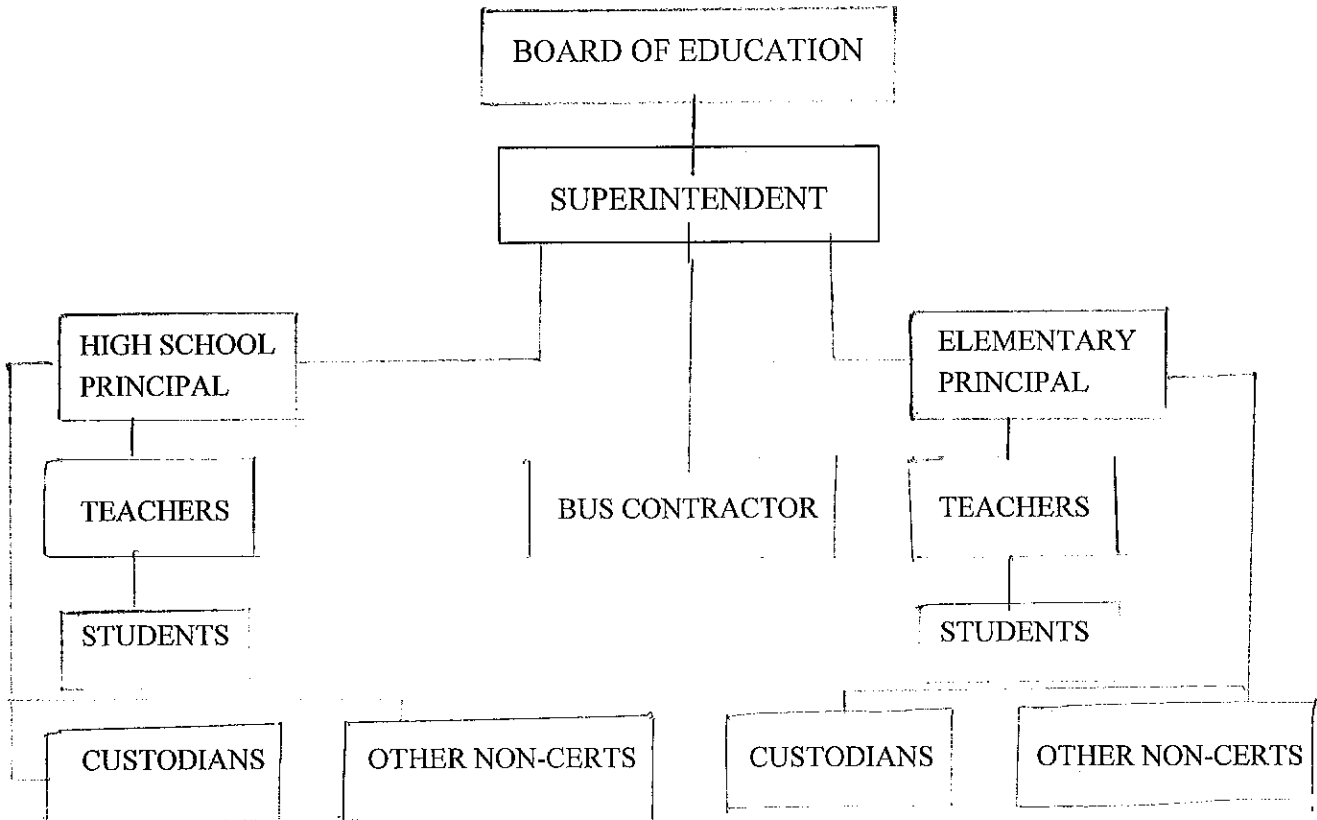 BOARD OF EDUCATION
SUPERINTENDENT
HIGH SCHOOL
PRINCIPAL
ELEMENTARY
PRINCIPAL
TEACHERS
BUS CONTRACTOR
TEACHERS
STUDENTS
STUDENTS
CUSTODIANS
OTHER NON-CERTS
CUSTODIANS
OTHER NON-CERTS